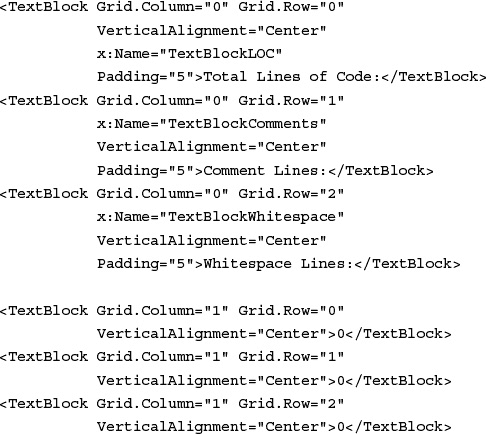 <TextBlock Grid.Column="0" Grid.Row="0"
VerticalAlignment="Center"
x:Name="TextBlockLOC"
Padding="5">Total Lines of Code:</TextBlock>
<TextBlock Grid.Column="0" Grid.Row="1"
x:Name="TextBlockComments"
VerticalAlignment="Center"
Padding="5">Comment Lines:</TextBlock>
<TextBlock Grid.Column="0" Grid.Row="2"
x:Name="TextBlockWhitespace"
VerticalAlignment="Center"
Padding="5">Whitespace Lines:</TextBlock>
<TextBlock Grid.Column="1" Grid.Row="0"
VerticalAlignment="Center">0</TextBlock>
<TextBlock Grid.Column="1" Grid.Row="1"
VerticalAlignment="Center">0</TextBlock>
<TextBlock Grid.Column="1" Grid.Row="2"
VerticalAlignment="Center">0</TextBlock>